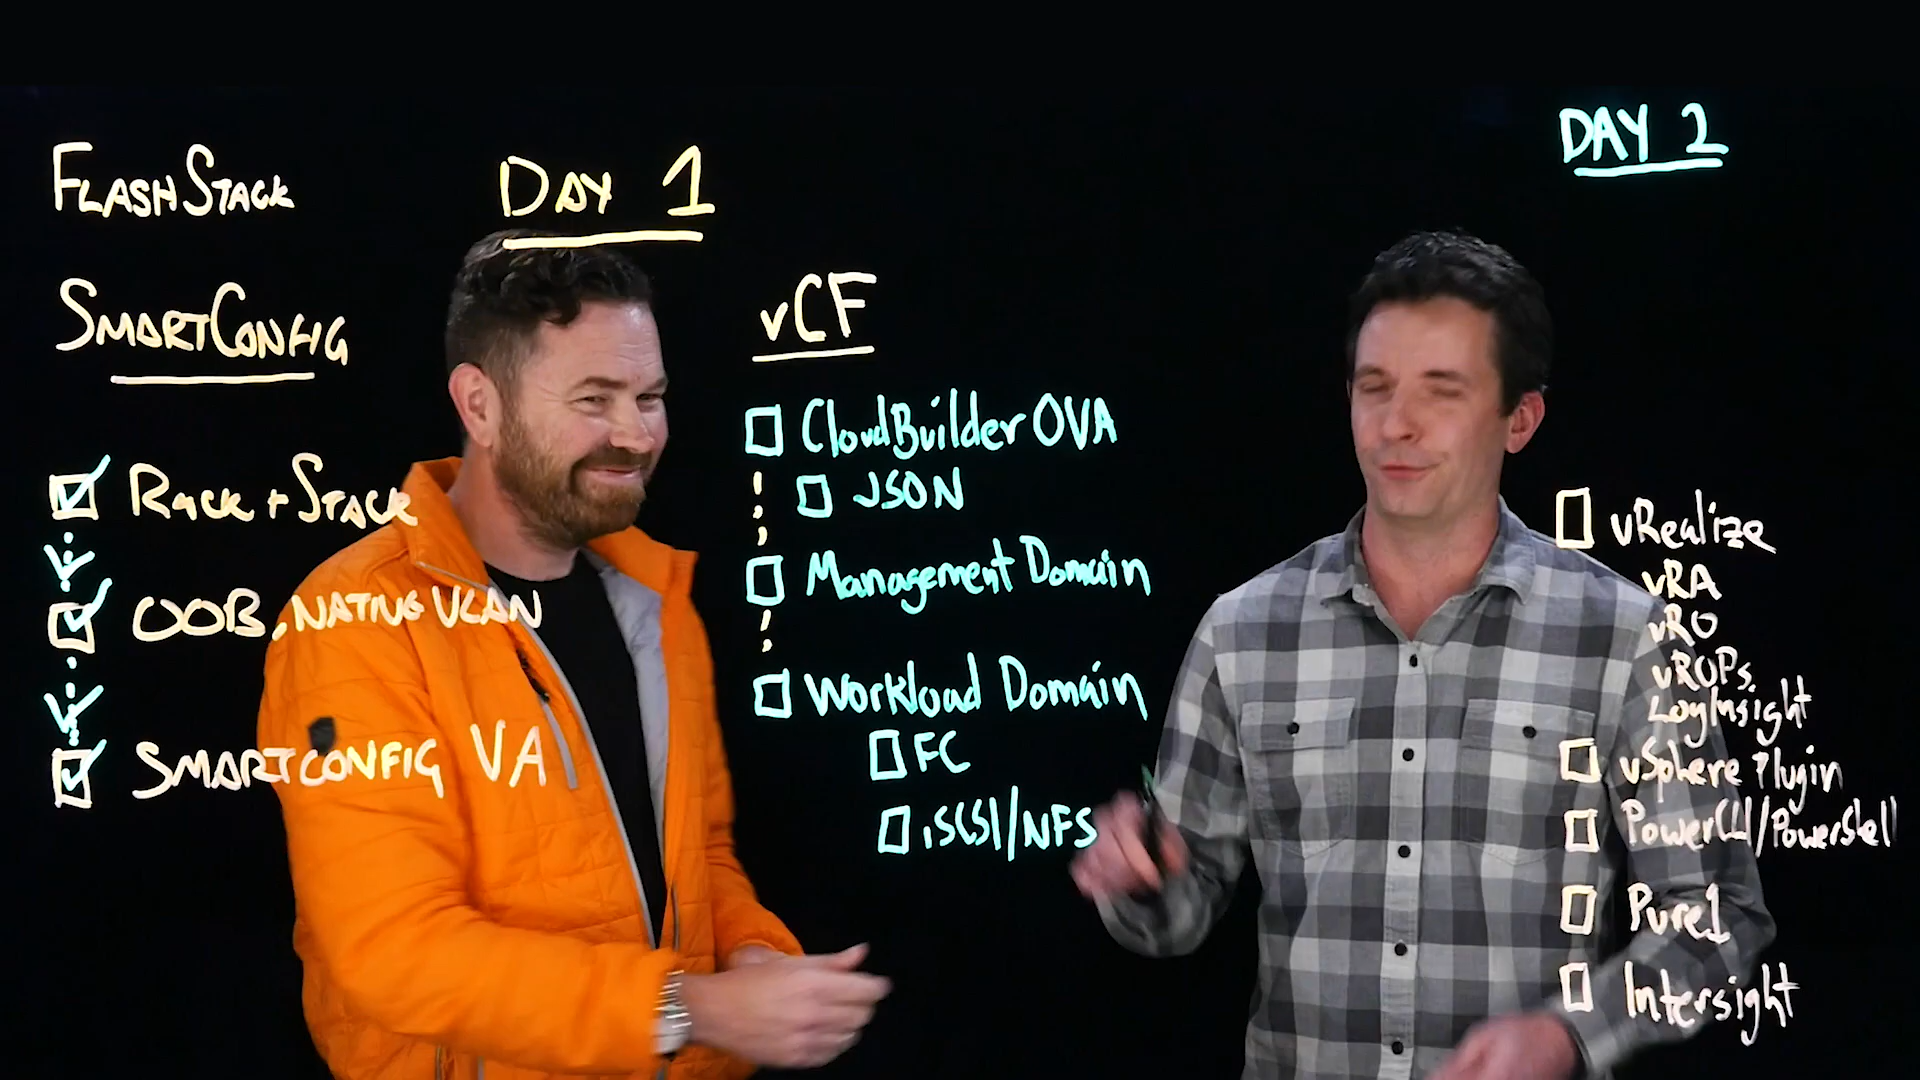 FLASHSTACK
DAY 1
SMARTCONFIG
Rack + STACK
OOB, NATIVE VLAN
SMARTCONFIG VA
vCF
CloudBuilder OVA
JSON
Management Domain
Workload Domain
FC
iSCSI/NFS
DAY 2
vRealize
vRA
vRO
vROPs
LogInsight
vSphere Plugin
PowerCLI/PowerShell
Pure1
Intersight